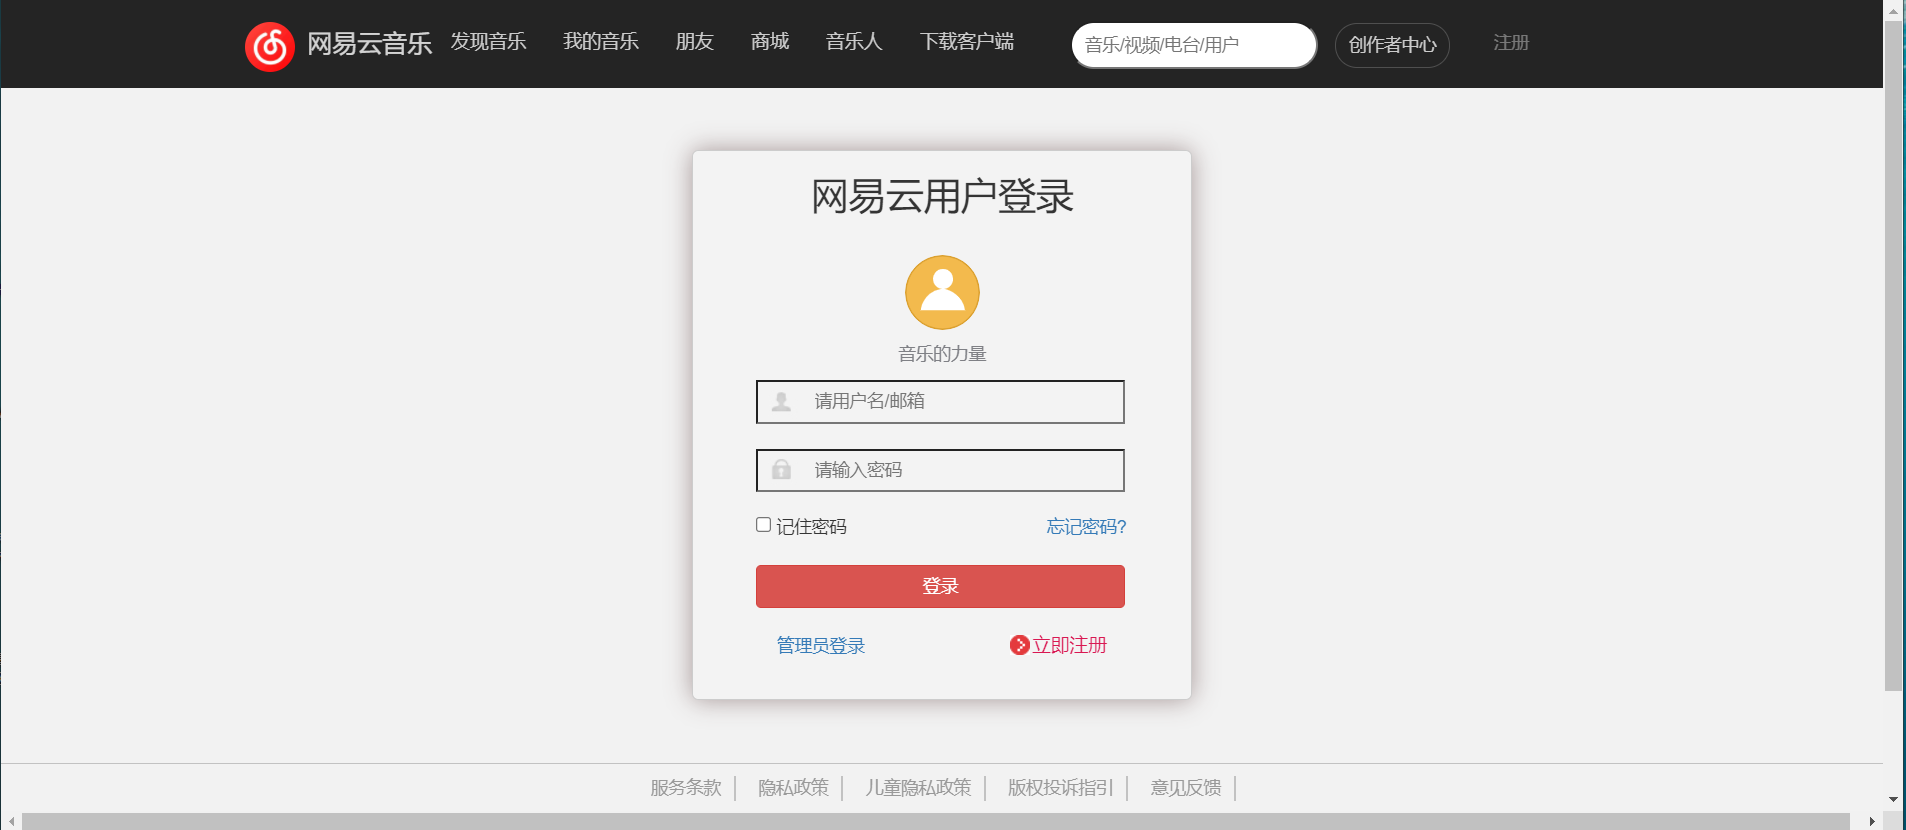 网易云音乐 发现音乐 我的音乐 朋友 商城 音乐人 下载客户端 音乐/视频/电台/用户 创作者中心 注册
网易云用户登录
音乐的力量
请用户名/邮箱
请输入密码
记住密码 忘记密码?
登录
管理员登录 立即注册
服务条款 隐私政策 儿童隐私政策 版权投诉指引 意见反馈